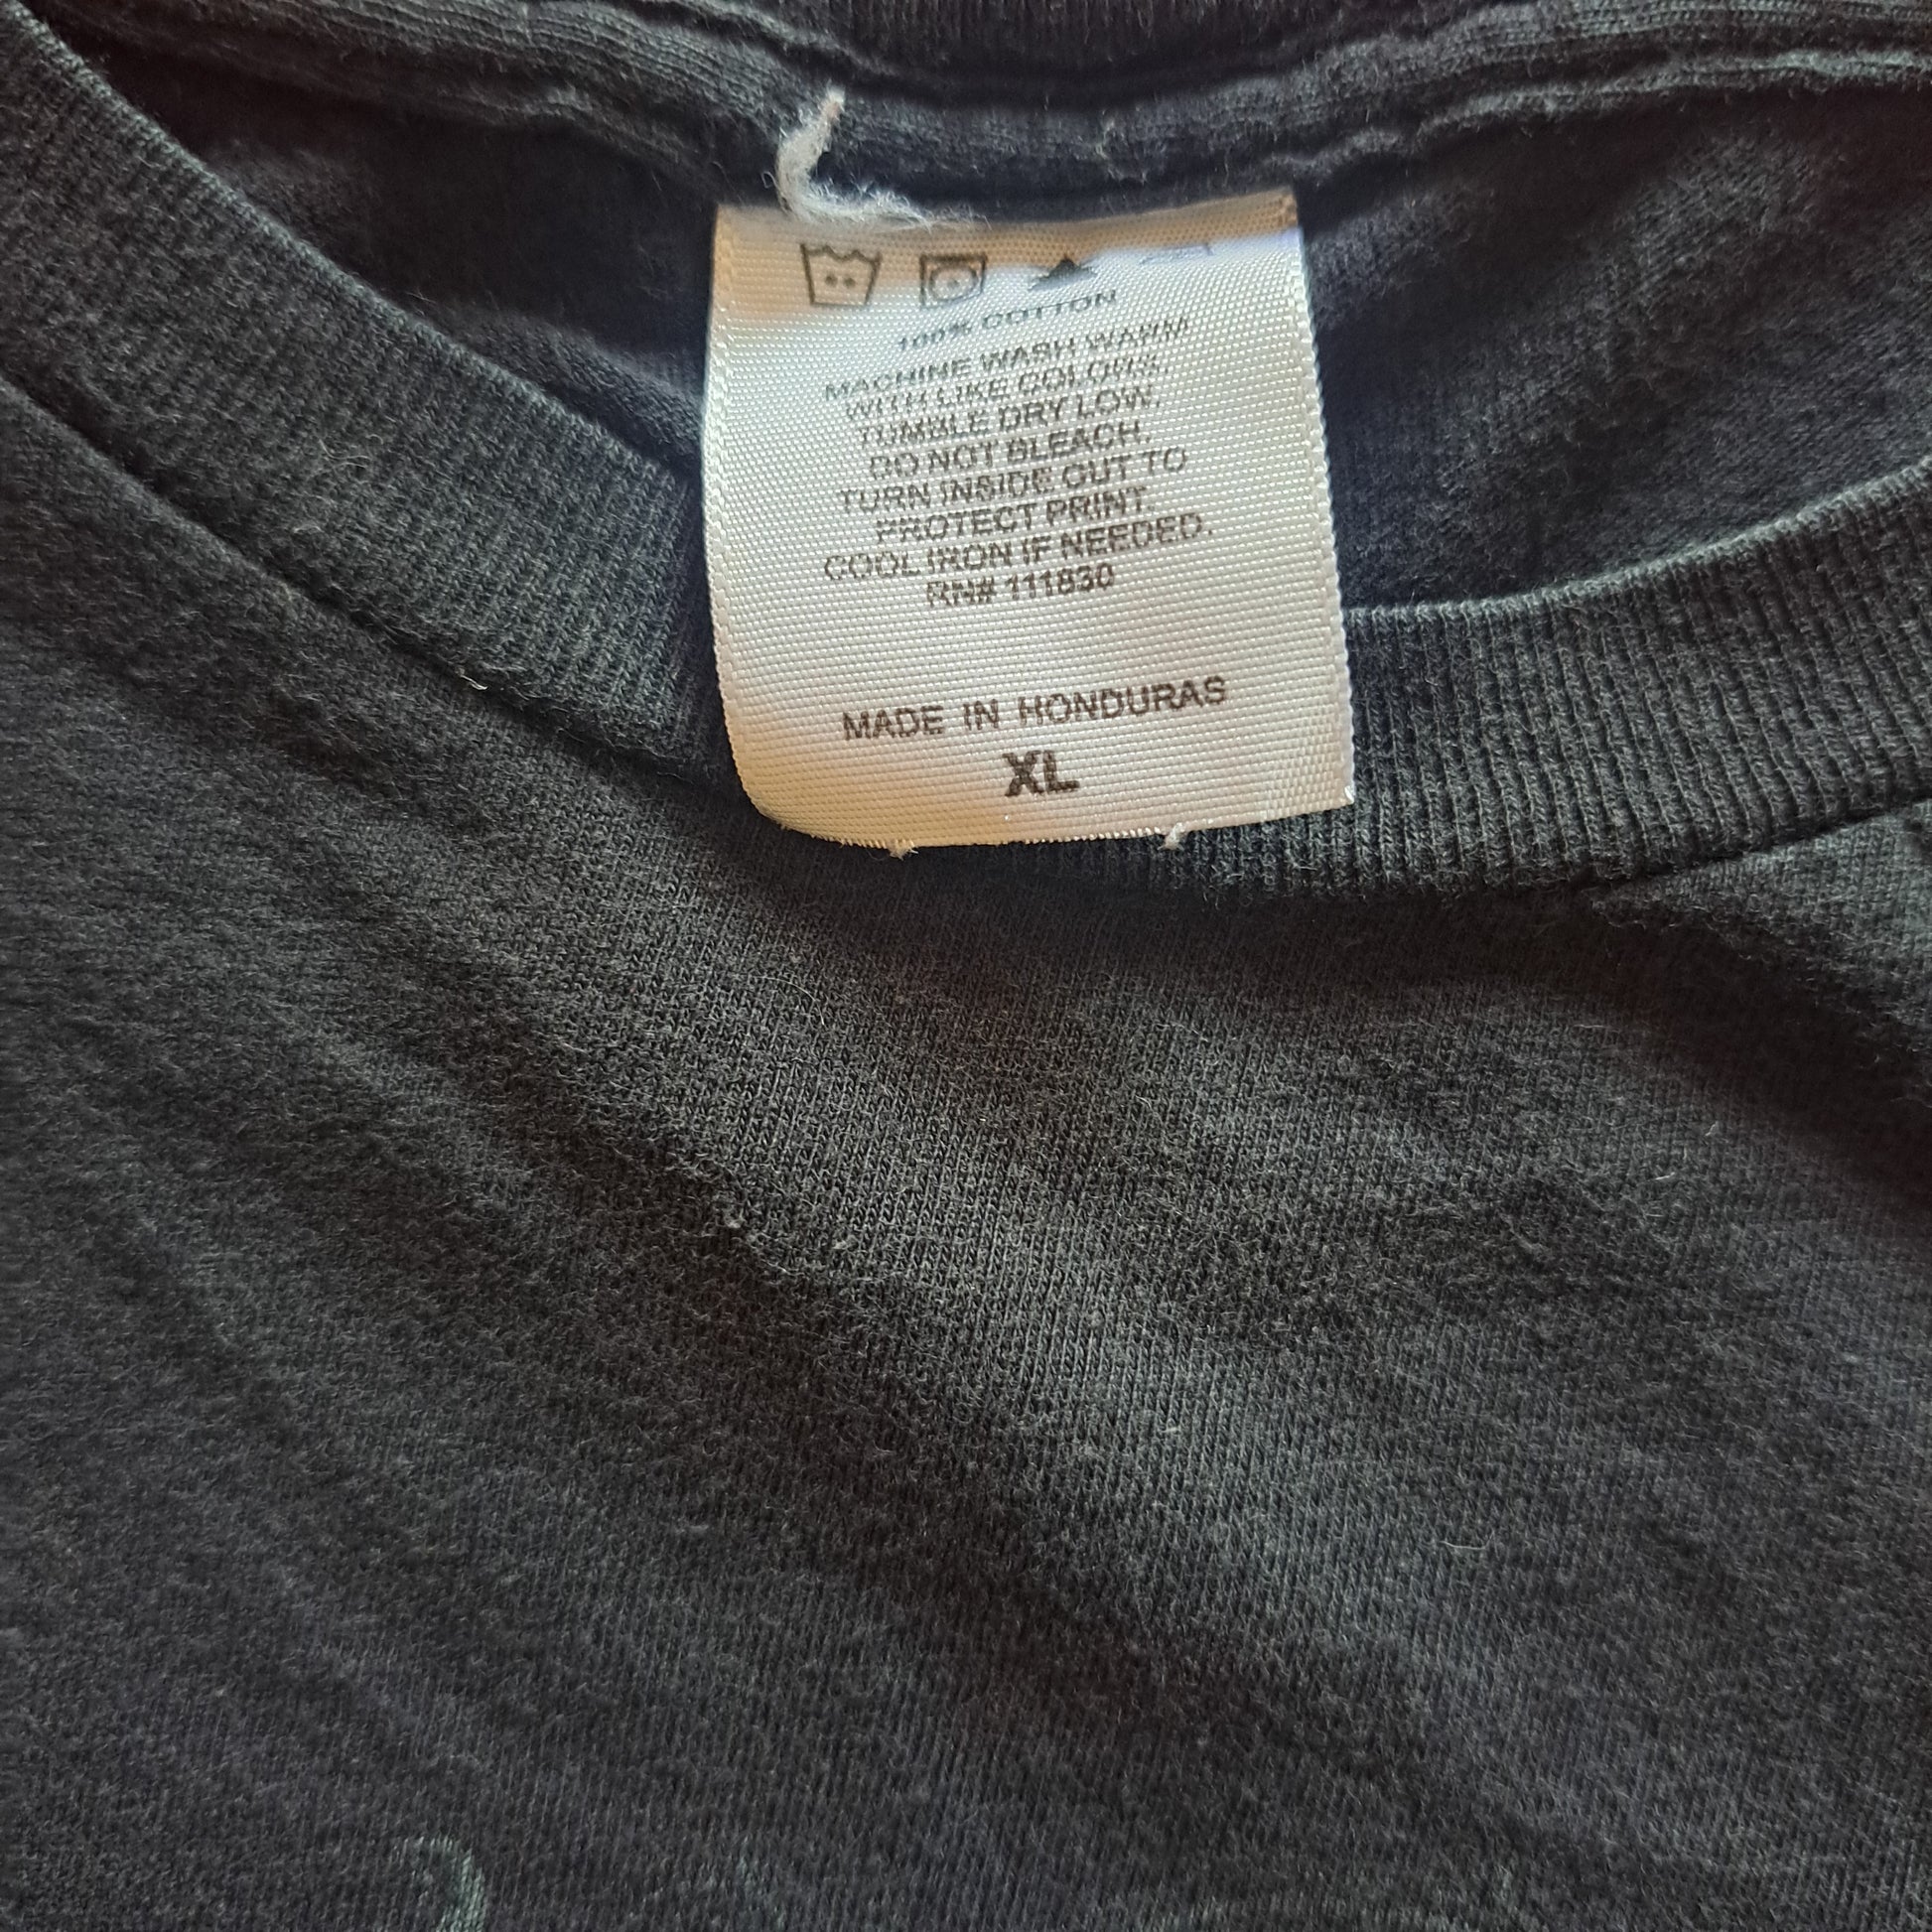 100% COTTON
MACHINE WASH WARM
WITH LIKE COLORS.
TUMBLE DRY LOW.
DO NOT BLEACH.
TURN INSIDE OUT TO
PROTECT PRINT.
COOL IRON IF NEEDED.
RN# 111830
MADE IN HONDURAS
XL